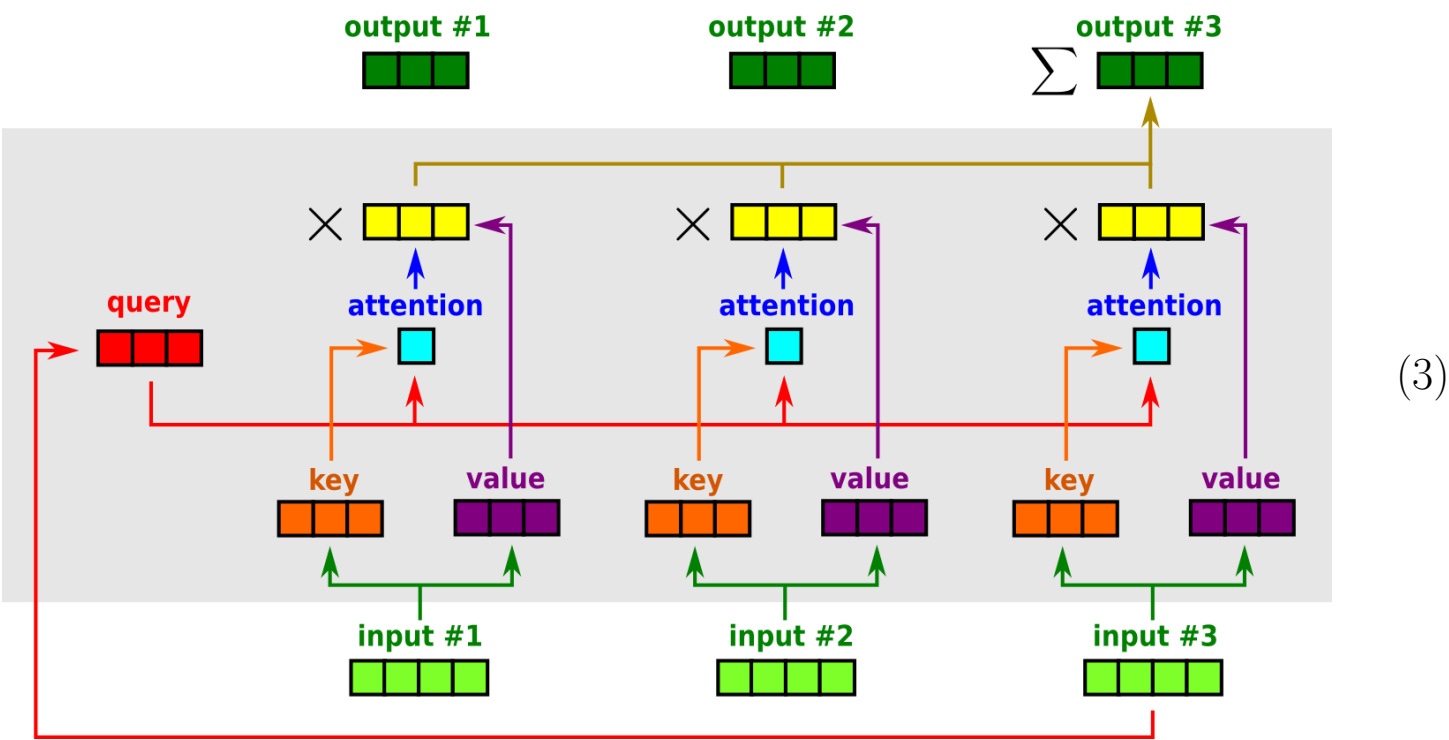 output #1
output #2
output #3
∑
×
×
×
query
attention
attention
attention
(3)
key
value
key
value
key
value
input #1
input #2
input #3